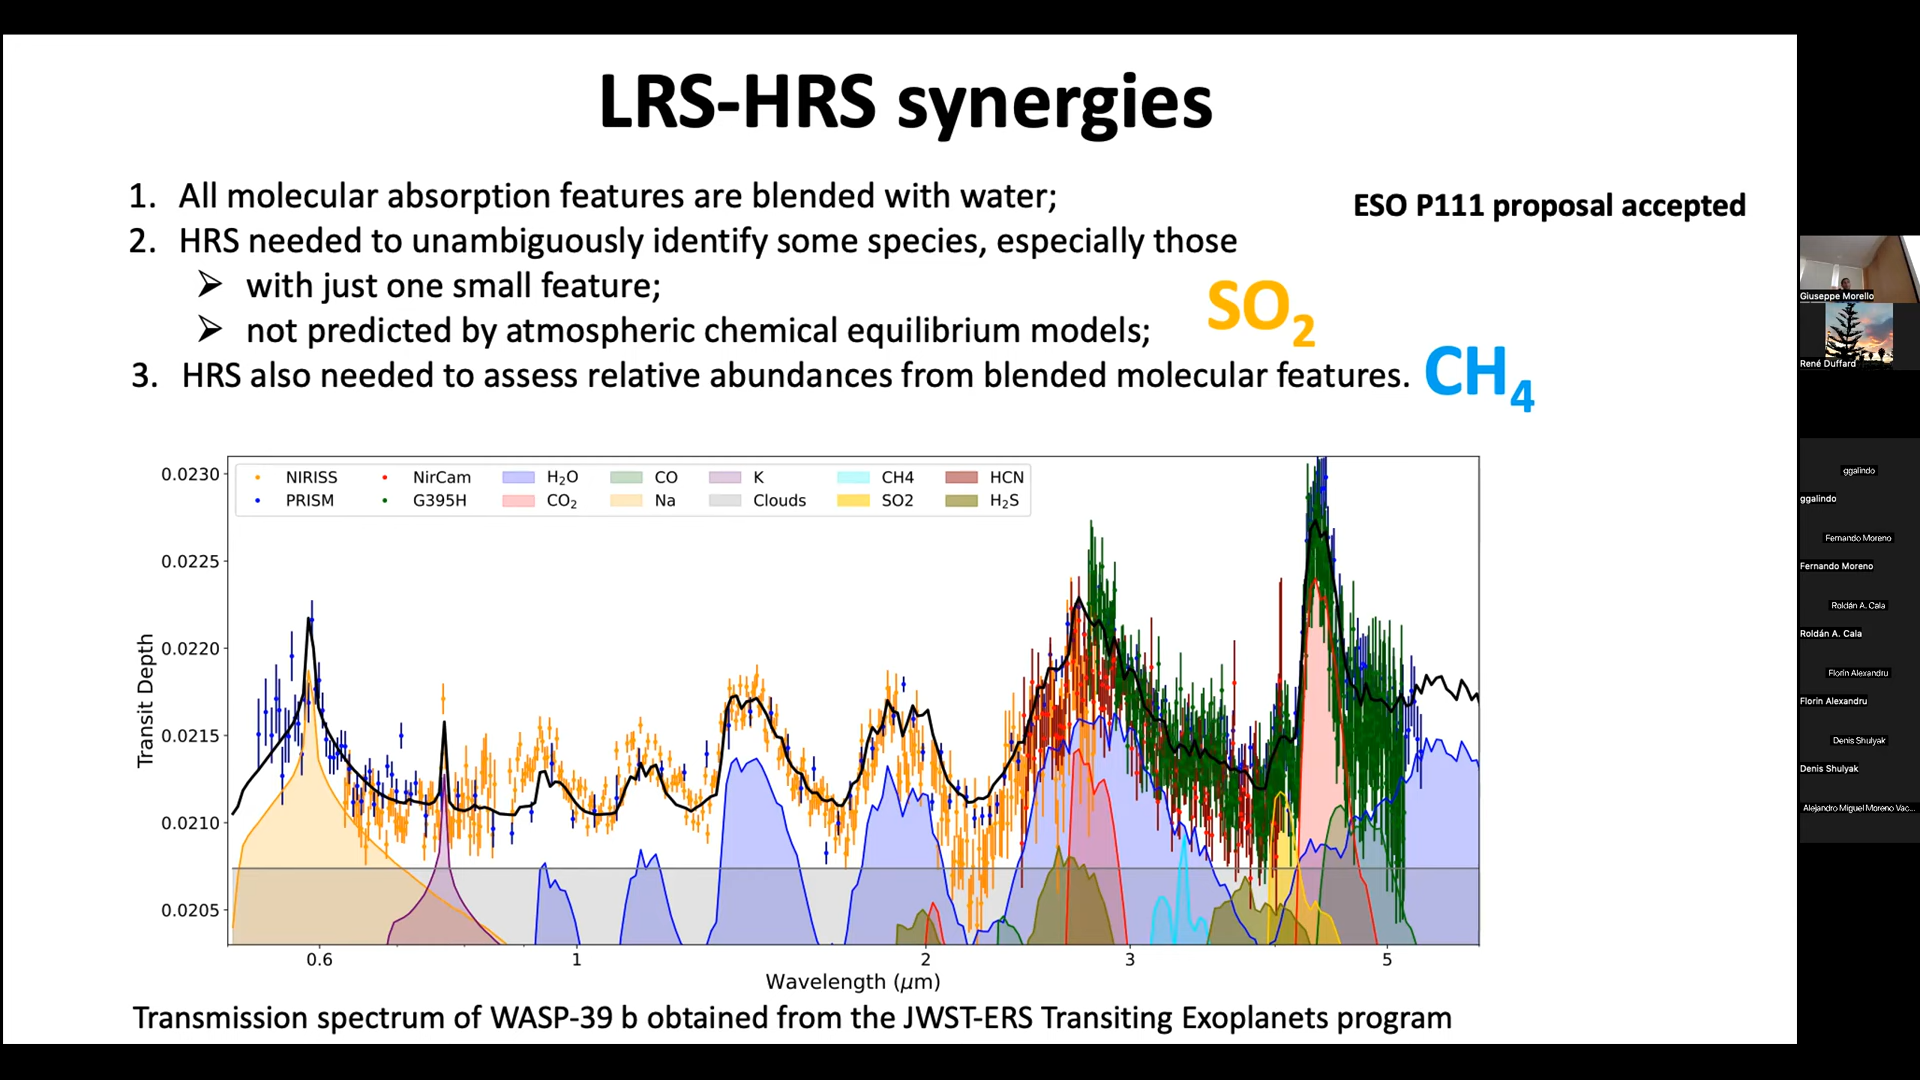 LRS-HRS synergies
1. All molecular absorption features are blended with water;
ESO P111 proposal accepted
2. HRS needed to unambiguously identify some species, especially those
➢ with just one small feature;
➢ not predicted by atmospheric chemical equilibrium models;
SO₂
3. HRS also needed to assess relative abundances from blended molecular features.
CH₄
NIRISS NirCam H₂O CO K CH4 HCN
PRISM G395H CO₂ Na Clouds SO2 H₂S
0.0230
0.0225
0.0220
0.0215
0.0210
0.0205
Transit Depth
0.6 1 2 3 5
Wavelength (μm)
Transmission spectrum of WASP-39 b obtained from the JWST-ERS Transiting Exoplanets program
Giuseppe Morello
René Duffard
ggalindo
ggalindo
Fernando Moreno
Fernando Moreno
Roldán A. Cala
Roldán A. Cala
Florin Alexandru
Florin Alexandru
Denis Shulyak
Denis Shulyak
Alejandro Miguel Moreno Vac...